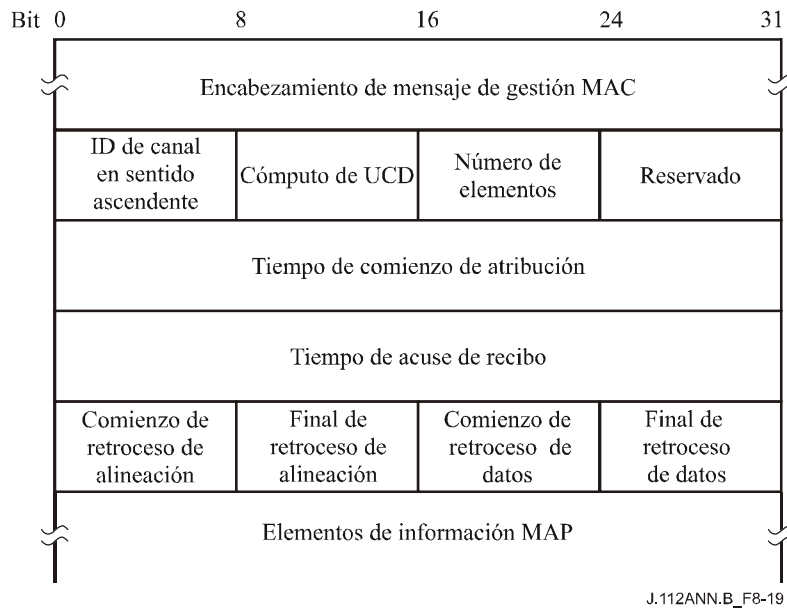 Bit 0 8 16 24 31
Encabezamiento de mensaje de gestión MAC
ID de canal
en sentido
ascendente
Cómputo de UCD
Número de
elementos
Reservado
Tiempo de comienzo de atribución
Tiempo de acuse de recibo
Comienzo de
retroceso de
alineación
Final de
retroceso de
alineación
Comienzo de
retroceso de
datos
Final de
retroceso
de datos
Elementos de información MAP
J.112ANN.B_F8-19